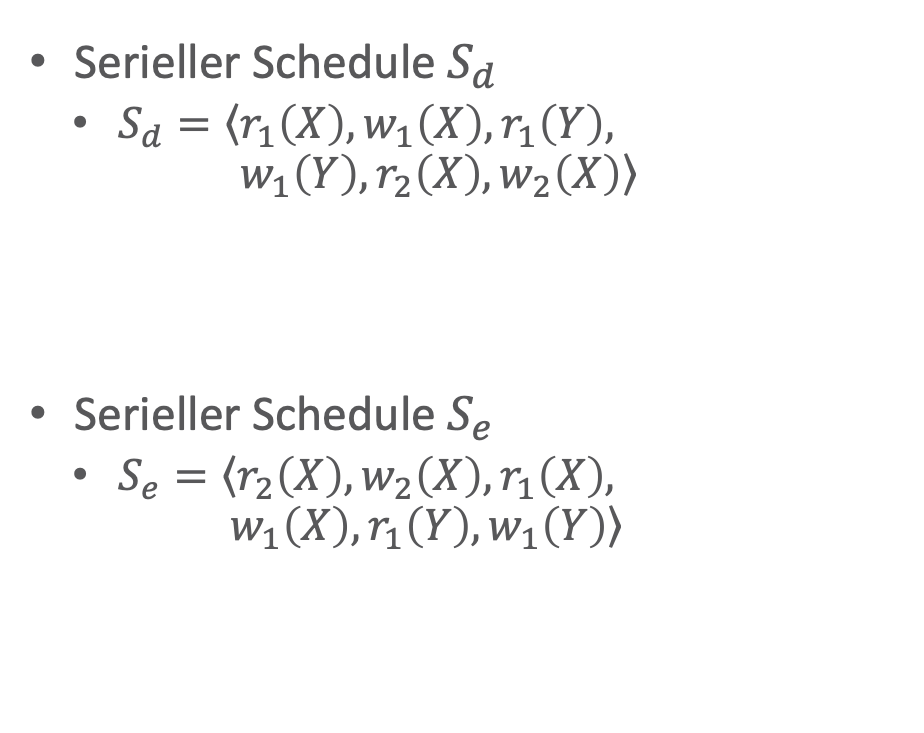 • Serieller Schedule S_d
• S_d = ⟨r_1(X), w_1(X), r_1(Y),
w_1(Y), r_2(X), w_2(X)⟩
• Serieller Schedule S_e
• S_e = ⟨r_2(X), w_2(X), r_1(X),
w_1(X), r_1(Y), w_1(Y)⟩